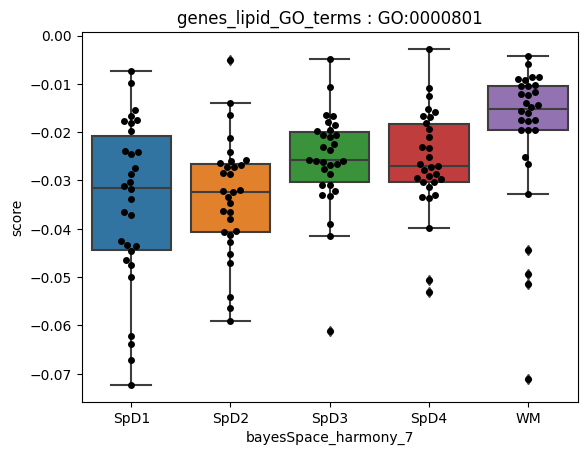 genes_lipid_GO_terms : GO:0000801
0.00
−0.01
−0.02
−0.03
−0.04
−0.05
−0.06
−0.07
score
SpD1 SpD2 SpD3 SpD4 WM
bayesSpace_harmony_7